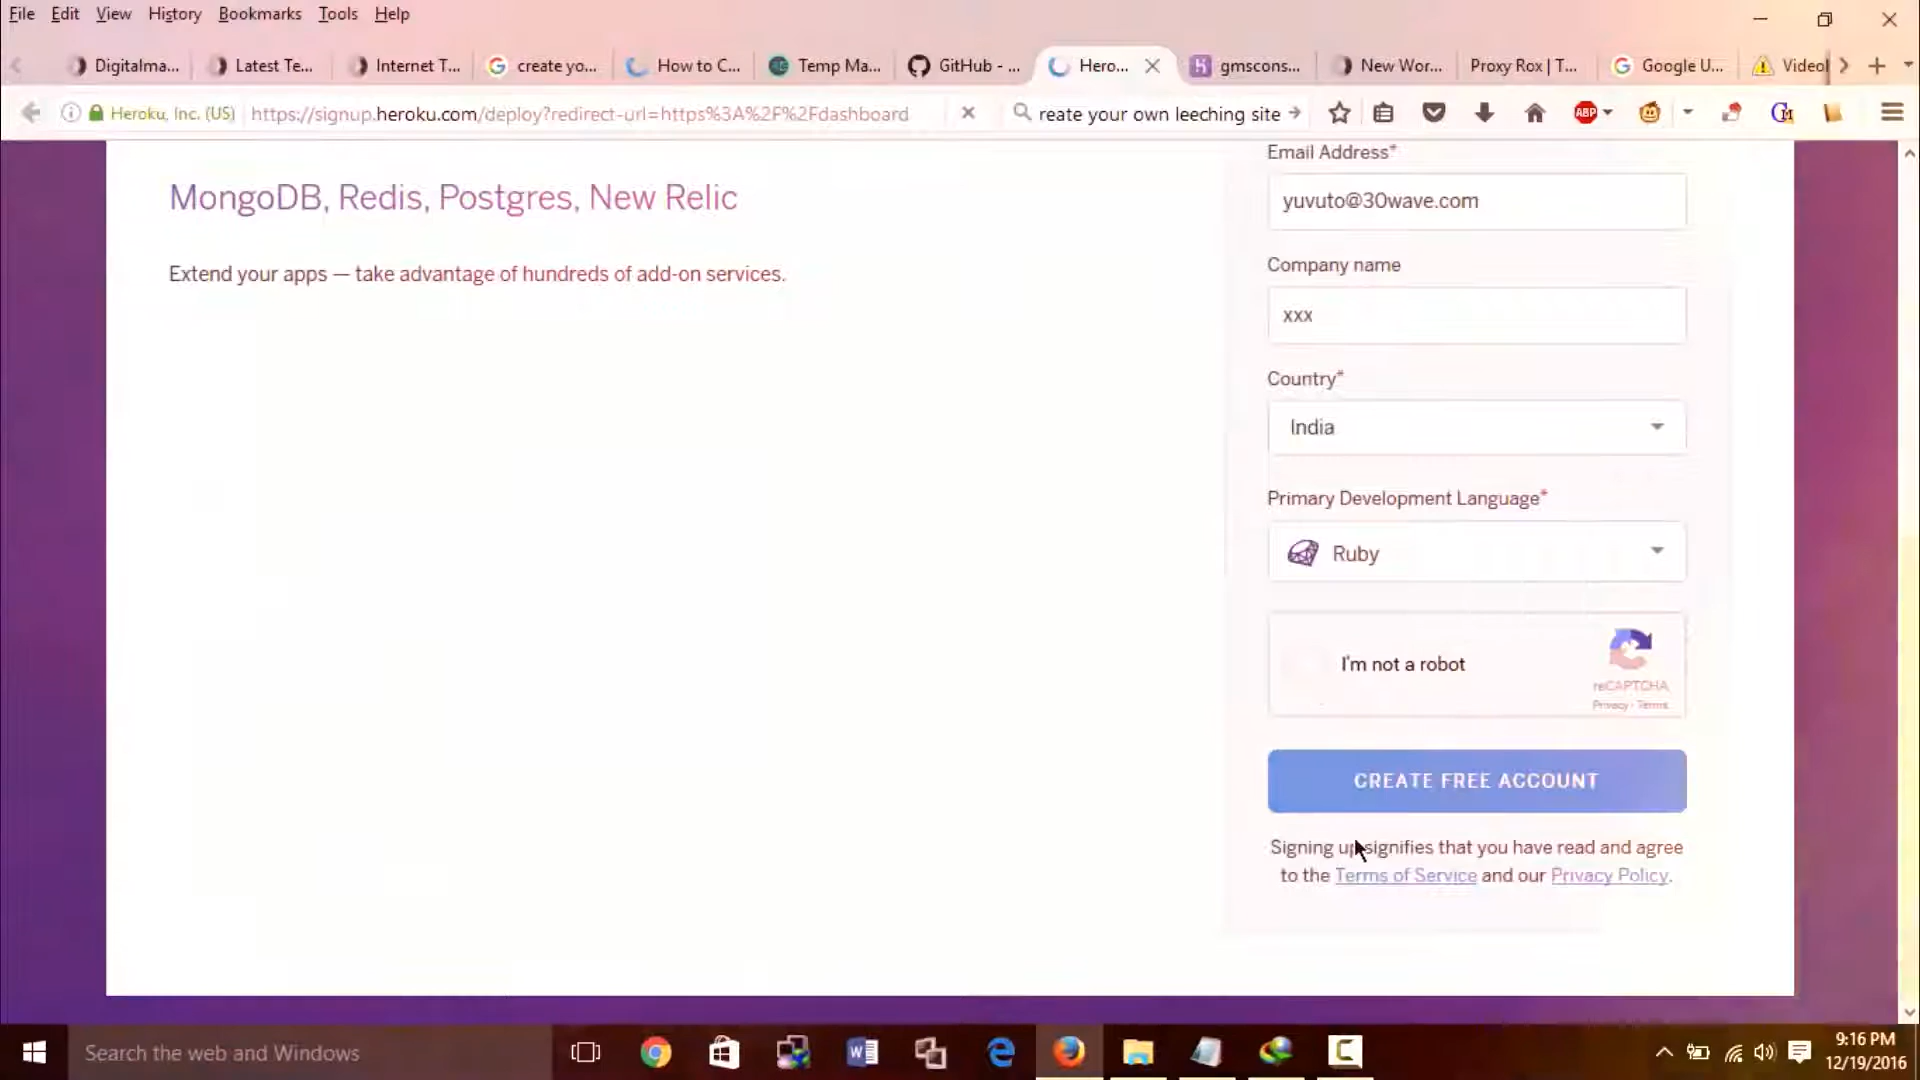 File Edit View History Bookmarks Tools Help
Digitalma... Latest Te... Internet T... create yo... How to C... Temp Ma... GitHub - ... Hero... gmscons... New Wor... Proxy Rox | T... Google U... Videol
Heroku, Inc. (US) https://signup.heroku.com/deploy?redirect-url=https%3A%2F%2Fdashboard reate your own leeching site ABP
Email Address*
MongoDB, Redis, Postgres, New Relic
yuvuto@30wave.com
Company name
Extend your apps — take advantage of hundreds of add-on services.
xxx
Country*
India
Primary Development Language*
Ruby
I'm not a robot
reCAPTCHA
Privacy - Terms
CREATE FREE ACCOUNT
Signing up signifies that you have read and agree
to the Terms of Service and our Privacy Policy.
Search the web and Windows
9:16 PM
12/19/2016